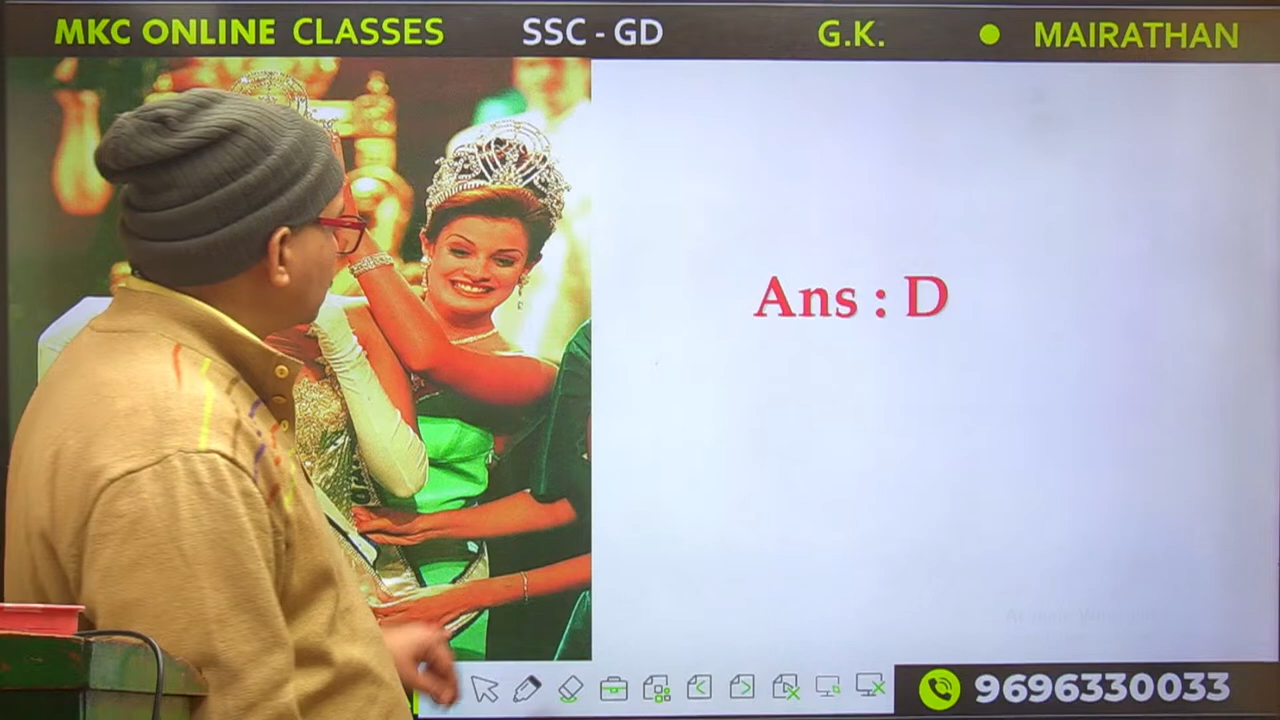 MKC ONLINE CLASSES SSC - GD G.K. MAIRATHAN
Ans : D
9696330033